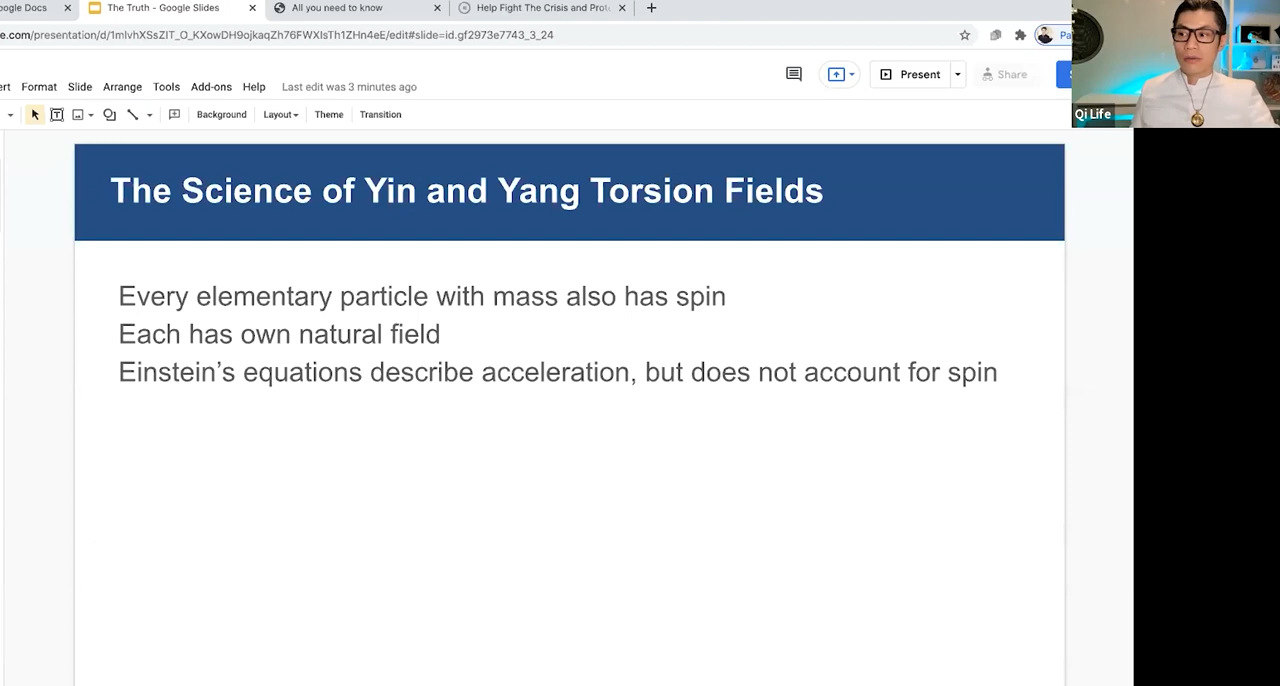 ogle Docs
The Truth - Google Slides
All you need to know
Help Fight The Crisis and Prot
e.com/presentation/d/1mlvhXSsZIT_O_KXowDH9ojkaqZh76FWXlsTh1ZHn4eE/edit#slide=id.gf2973e7743_3_24
Pa
ert Format Slide Arrange Tools Add-ons Help Last edit was 3 minutes ago
Present
Share
Background Layout Theme Transition
Qi Life
The Science of Yin and Yang Torsion Fields
Every elementary particle with mass also has spin
Each has own natural field
Einstein’s equations describe acceleration, but does not account for spin